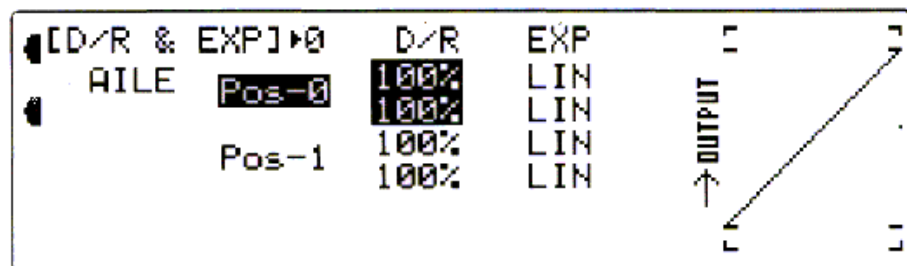 [D/R & EXP]▸0 D/R EXP
AILE Pos-0 100% LIN
100% LIN
Pos-1 100% LIN
100% LIN
→OUTPUT